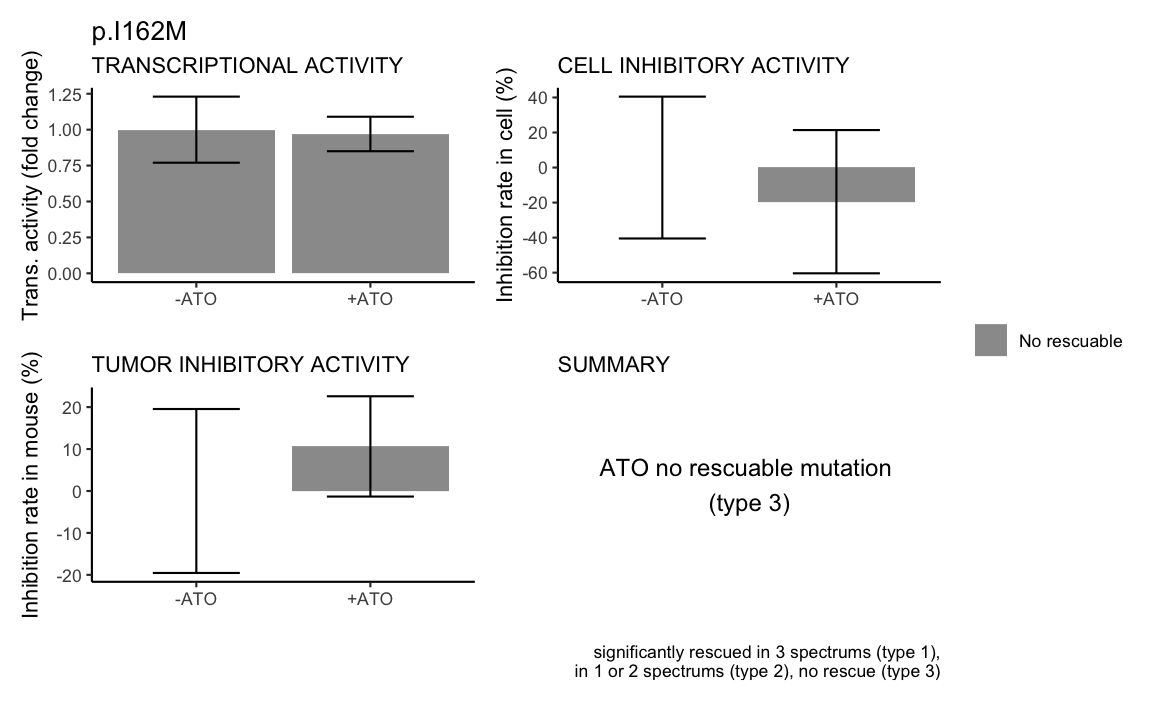 p.I162M
TRANSCRIPTIONAL ACTIVITY
Trans. activity (fold change)
1.25
1.00
0.75
0.50
0.25
0.00
-ATO
+ATO
CELL INHIBITORY ACTIVITY
Inhibition rate in cell (%)
40
20
0
-20
-40
-60
-ATO
+ATO
No rescuable
TUMOR INHIBITORY ACTIVITY
Inhibition rate in mouse (%)
20
10
0
-10
-20
-ATO
+ATO
SUMMARY
ATO no rescuable mutation
(type 3)
significantly rescued in 3 spectrums (type 1),
in 1 or 2 spectrums (type 2), no rescue (type 3)